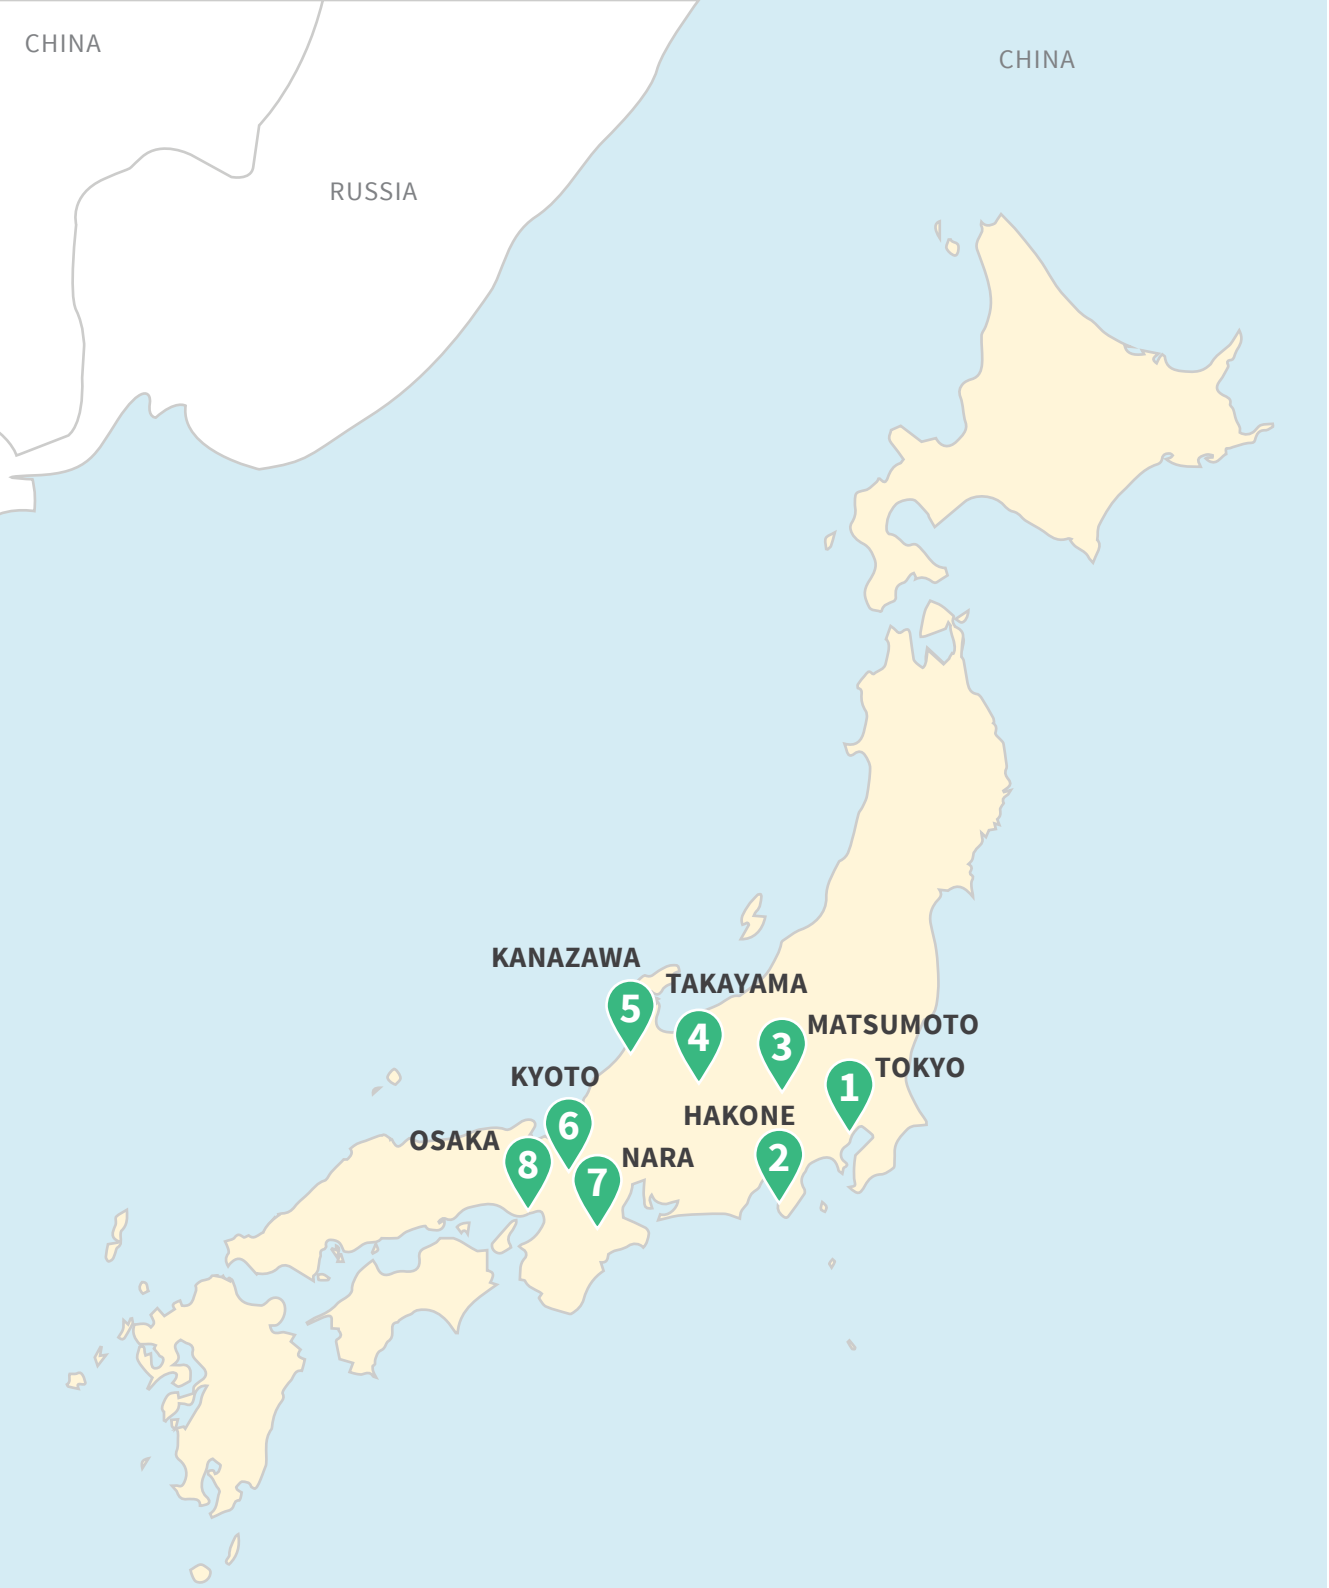 CHINA
CHINA
RUSSIA
KANAZAWA
TAKAYAMA
5
4
3
MATSUMOTO
KYOTO
1
TOKYO
HAKONE
6
OSAKA
8
2
7
NARA